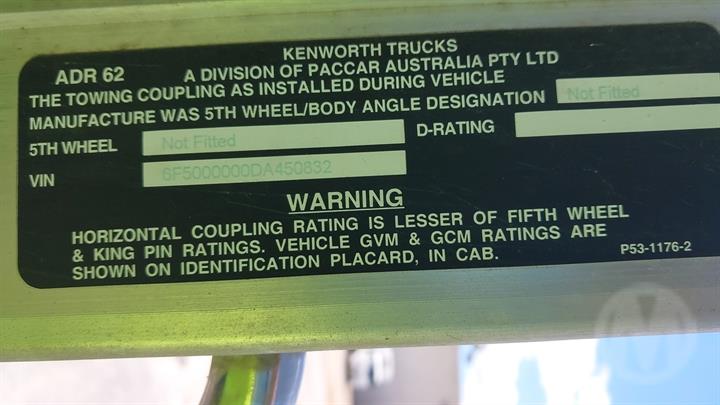 KENWORTH TRUCKS
ADR 62 A DIVISION OF PACCAR AUSTRALIA PTY LTD
THE TOWING COUPLING AS INSTALLED DURING VEHICLE
MANUFACTURE WAS 5TH WHEEL/BODY ANGLE DESIGNATION Not Fitted
5TH WHEEL Not Fitted D-RATING
VIN 6F5000000DA450832
WARNING
HORIZONTAL COUPLING RATING IS LESSER OF FIFTH WHEEL
& KING PIN RATINGS. VEHICLE GVM & GCM RATINGS ARE
SHOWN ON IDENTIFICATION PLACARD, IN CAB. P53-1176-2